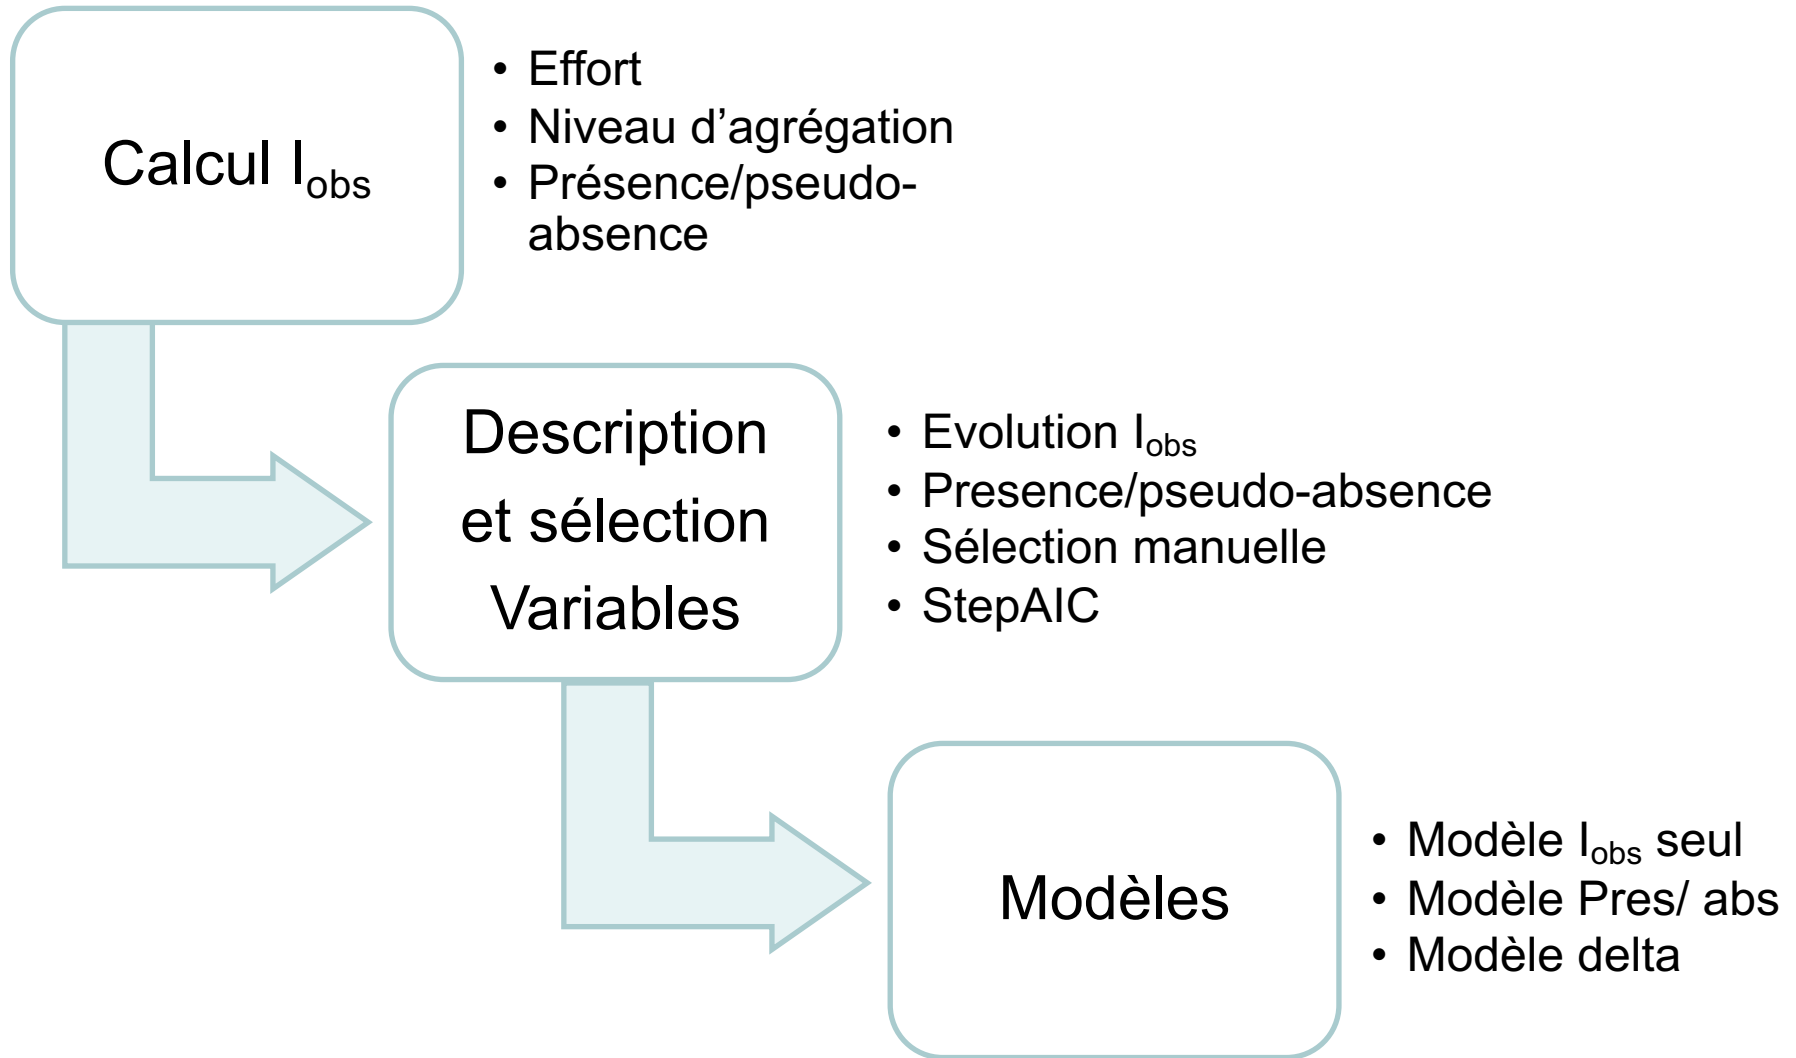 Calcul Iobs
• Effort
• Niveau d’agrégation
• Présence/pseudo-
absence
Description
et sélection
Variables
• Evolution Iobs
• Presence/pseudo-absence
• Sélection manuelle
• StepAIC
Modèles
• Modèle Iobs seul
• Modèle Pres/ abs
• Modèle delta